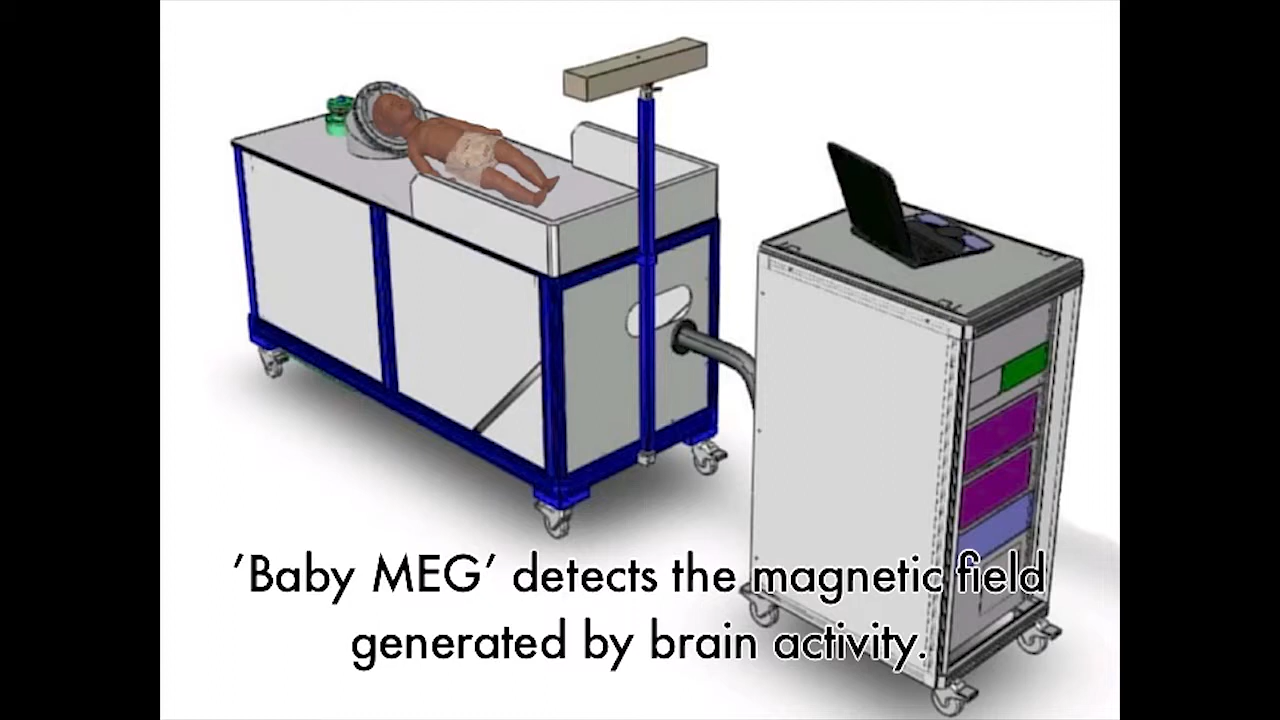 ’Baby MEG’ detects the magnetic field
generated by brain activity.